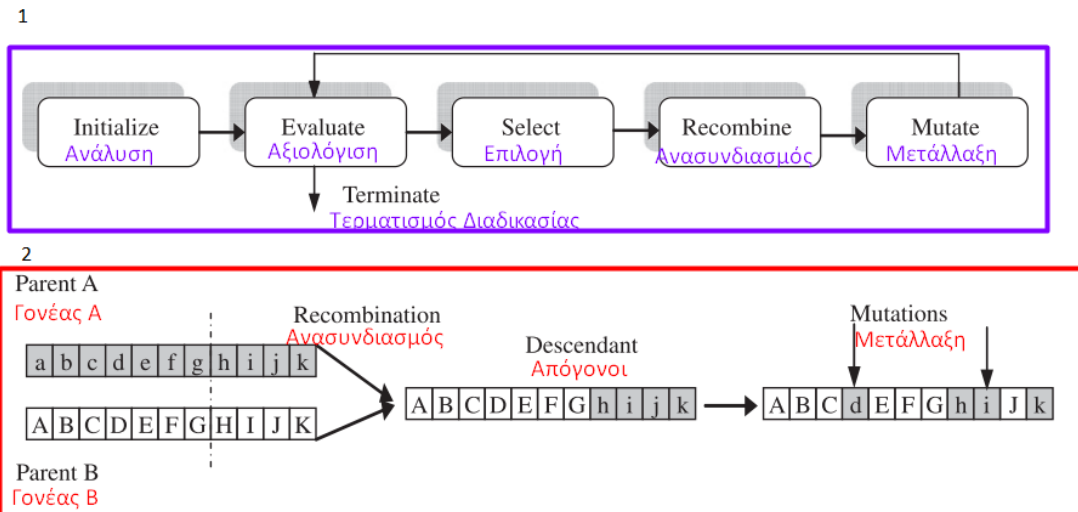 1
Initialize
Ανάλυση
Evaluate
Αξιολόγιση
Select
Επιλογή
Recombine
Ανασυνδιασμός
Mutate
Μετάλλαξη
Terminate
Τερματισμός Διαδικασίας
2
Parent A
Γονέας Α
a b c d e f g h i j k
A B C D E F G H I J K
Parent B
Γονέας Β
Recombination
Ανασυνδιασμός
Descendant
Απόγονοι
A B C D E F G h i j k
Mutations
Μετάλλαξη
A B C d E F G h i J k